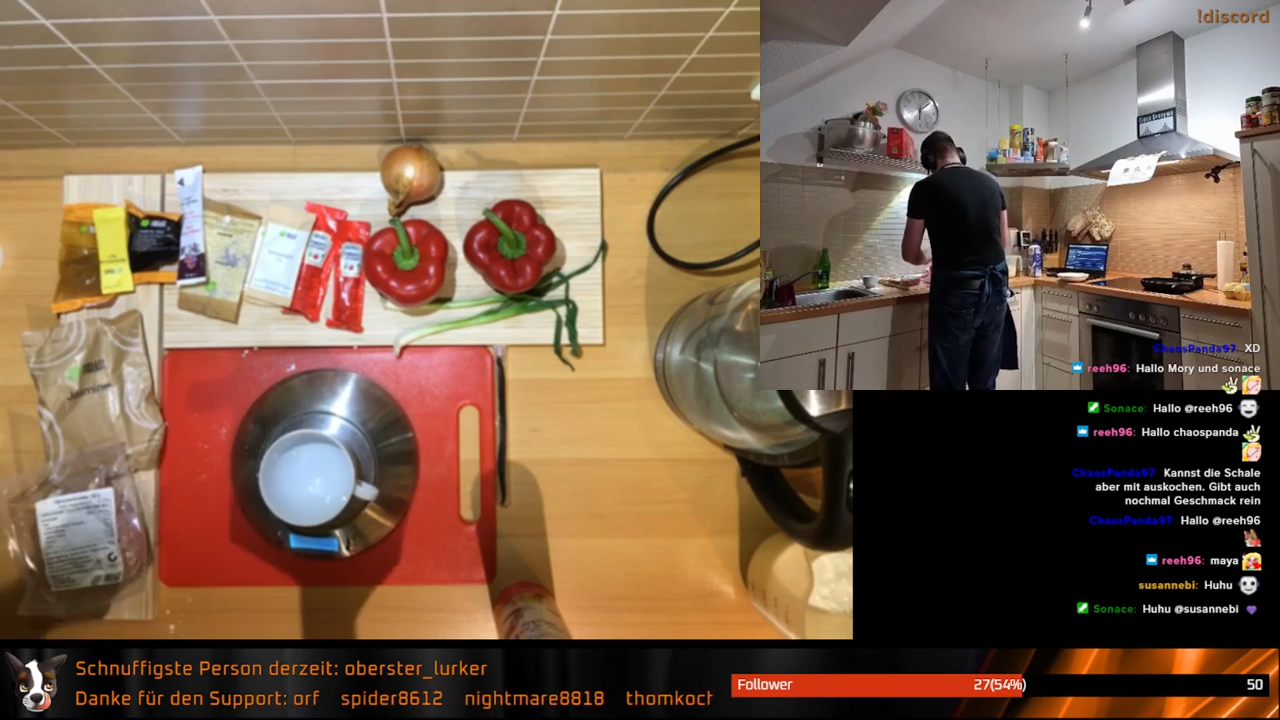 !discord
Jasmine
ChaosPanda97 XD
reeh96: Hallo Mory und sonace
Sonace: Hallo @reeh96
reeh96: Hallo chaospanda
ChaosPanda97 Kannst die Schale
aber mit auskochen. Gibt auch
nochmal Geschmack rein
ChaosPanda97 Hallo @reeh96
reeh96: maya
susannebi: Huhu
Sonace: Huhu @susannebi
Schnuffigste Person derzeit: oberster_lurker
Danke für den Support: orf spider8612 nightmare8818 thomkoch
Follower 27(54%) 50